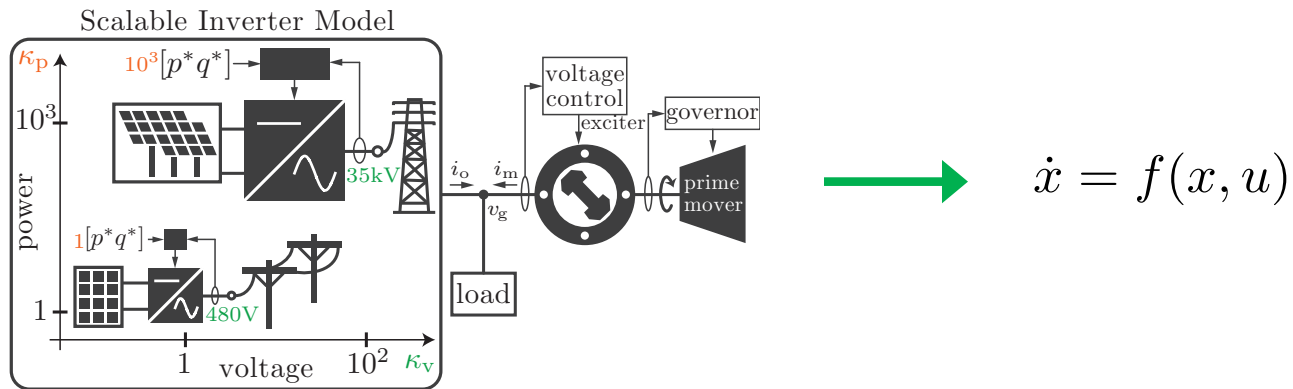 Scalable Inverter Model
κp
10³[p*q*]
10³
35kV
power
1[p*q*]
1
480V
1
voltage
10²
κv
voltage
control
exciter
governor
io
im
vg
prime
mover
load
ẋ = f(x, u)